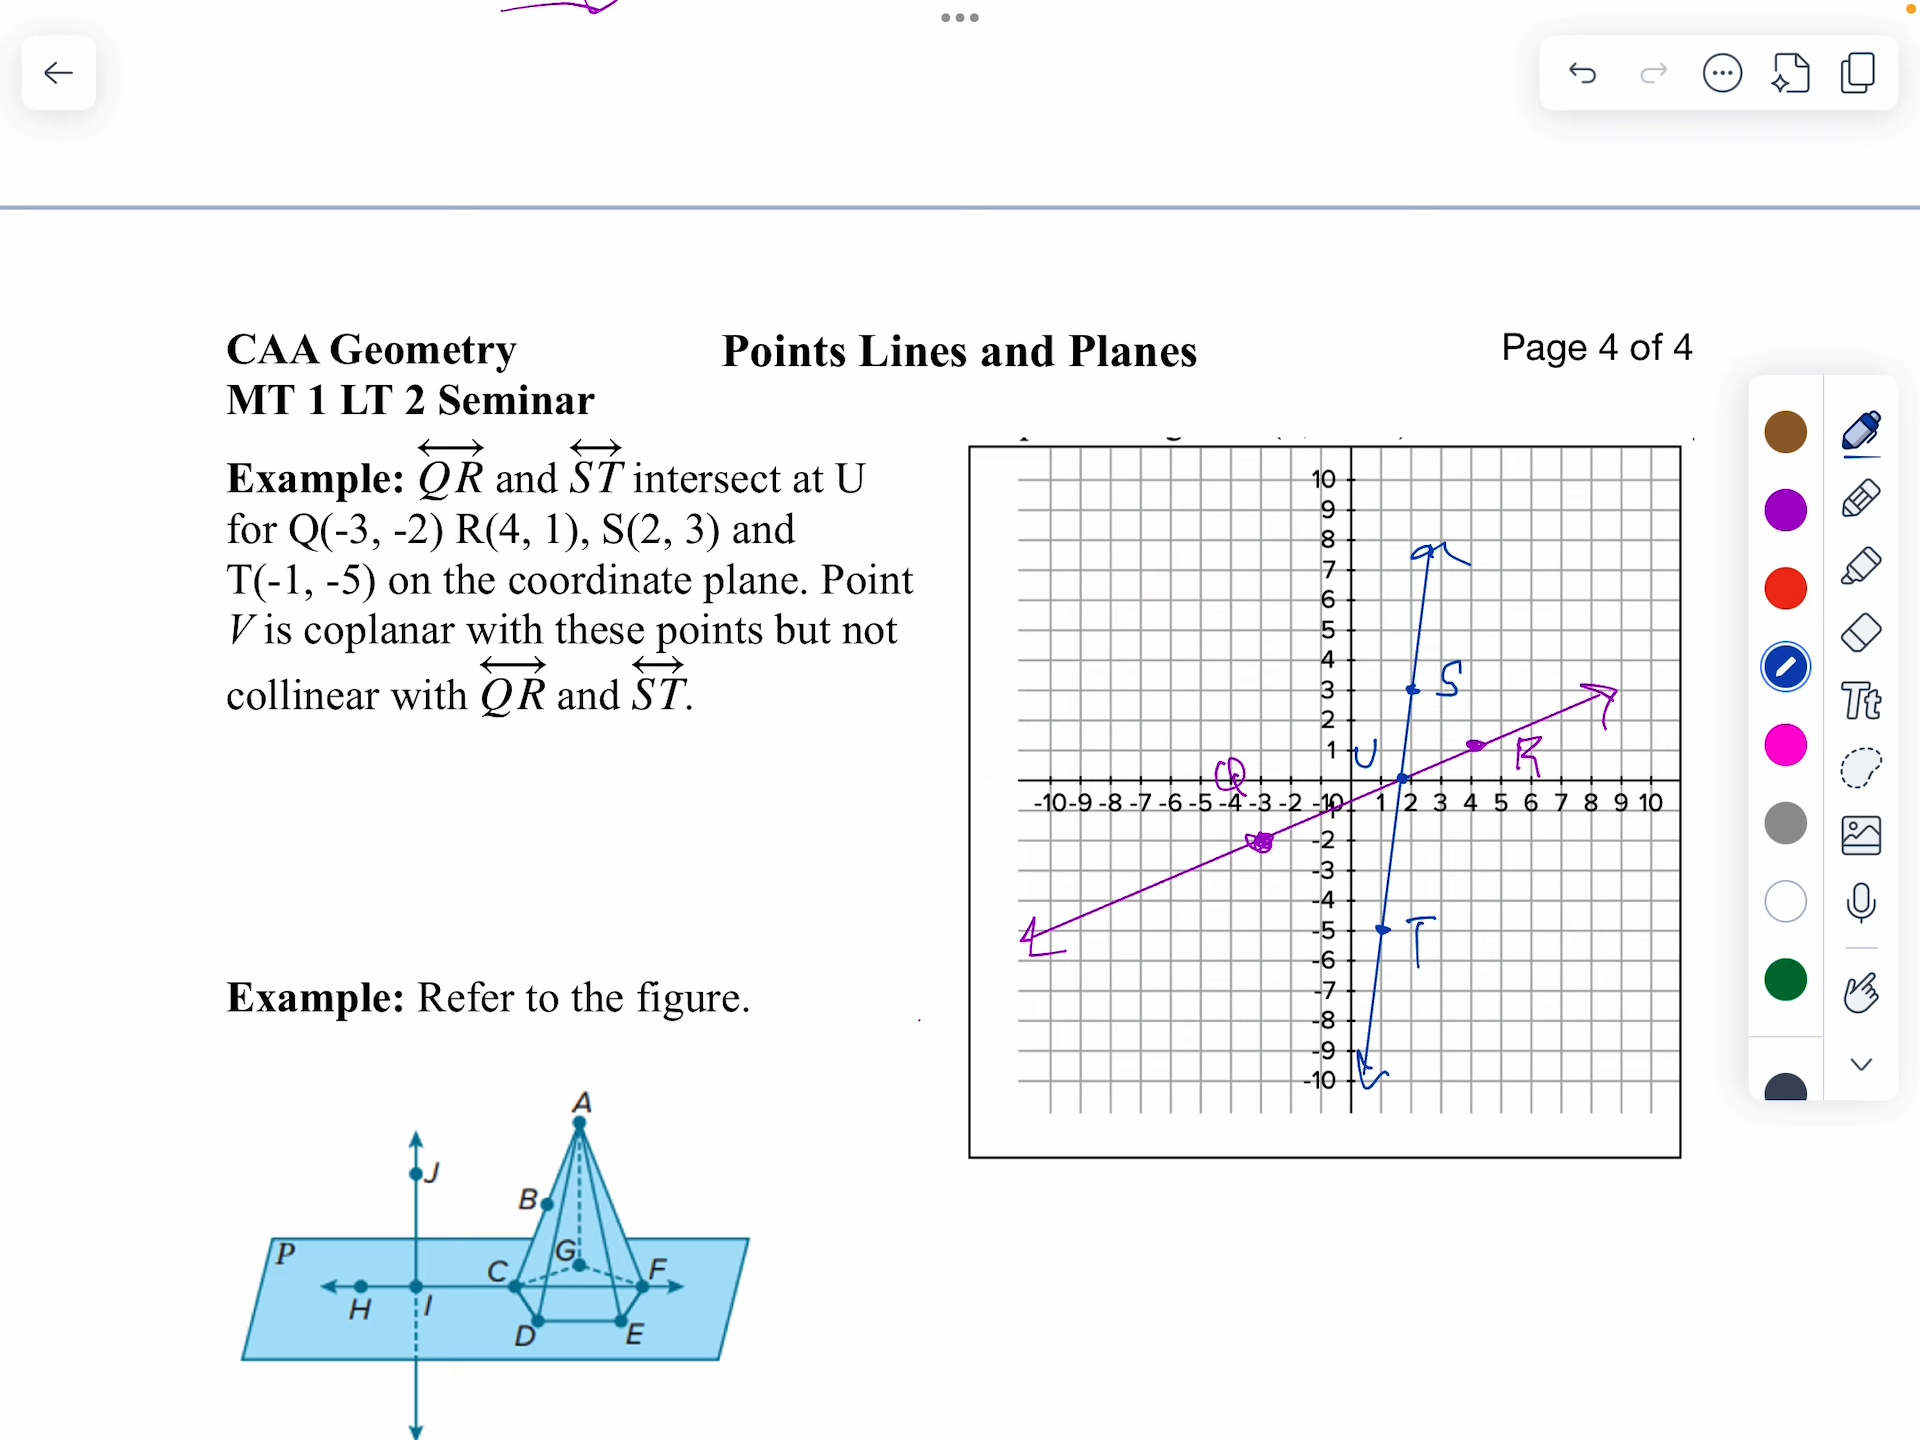 CAA Geometry
Points Lines and Planes
Page 4 of 4
MT 1 LT 2 Seminar
Example: QR and ST intersect at U
for Q(-3, -2) R(4, 1), S(2, 3) and
T(-1, -5) on the coordinate plane. Point
V is coplanar with these points but not
collinear with QR and ST.
10
9
8
7
6
5
4
3
2
1
S
U
R
Q
-10 -9 -8 -7 -6 -5 -4 -3 -2 -1 0 1 2 3 4 5 6 7 8 9 10
-2
-3
-4
-5
-6
-7
-8
-9
-10
T
Example: Refer to the figure.
A
J
B
P
G
C
F
H
I
D
E
Tt